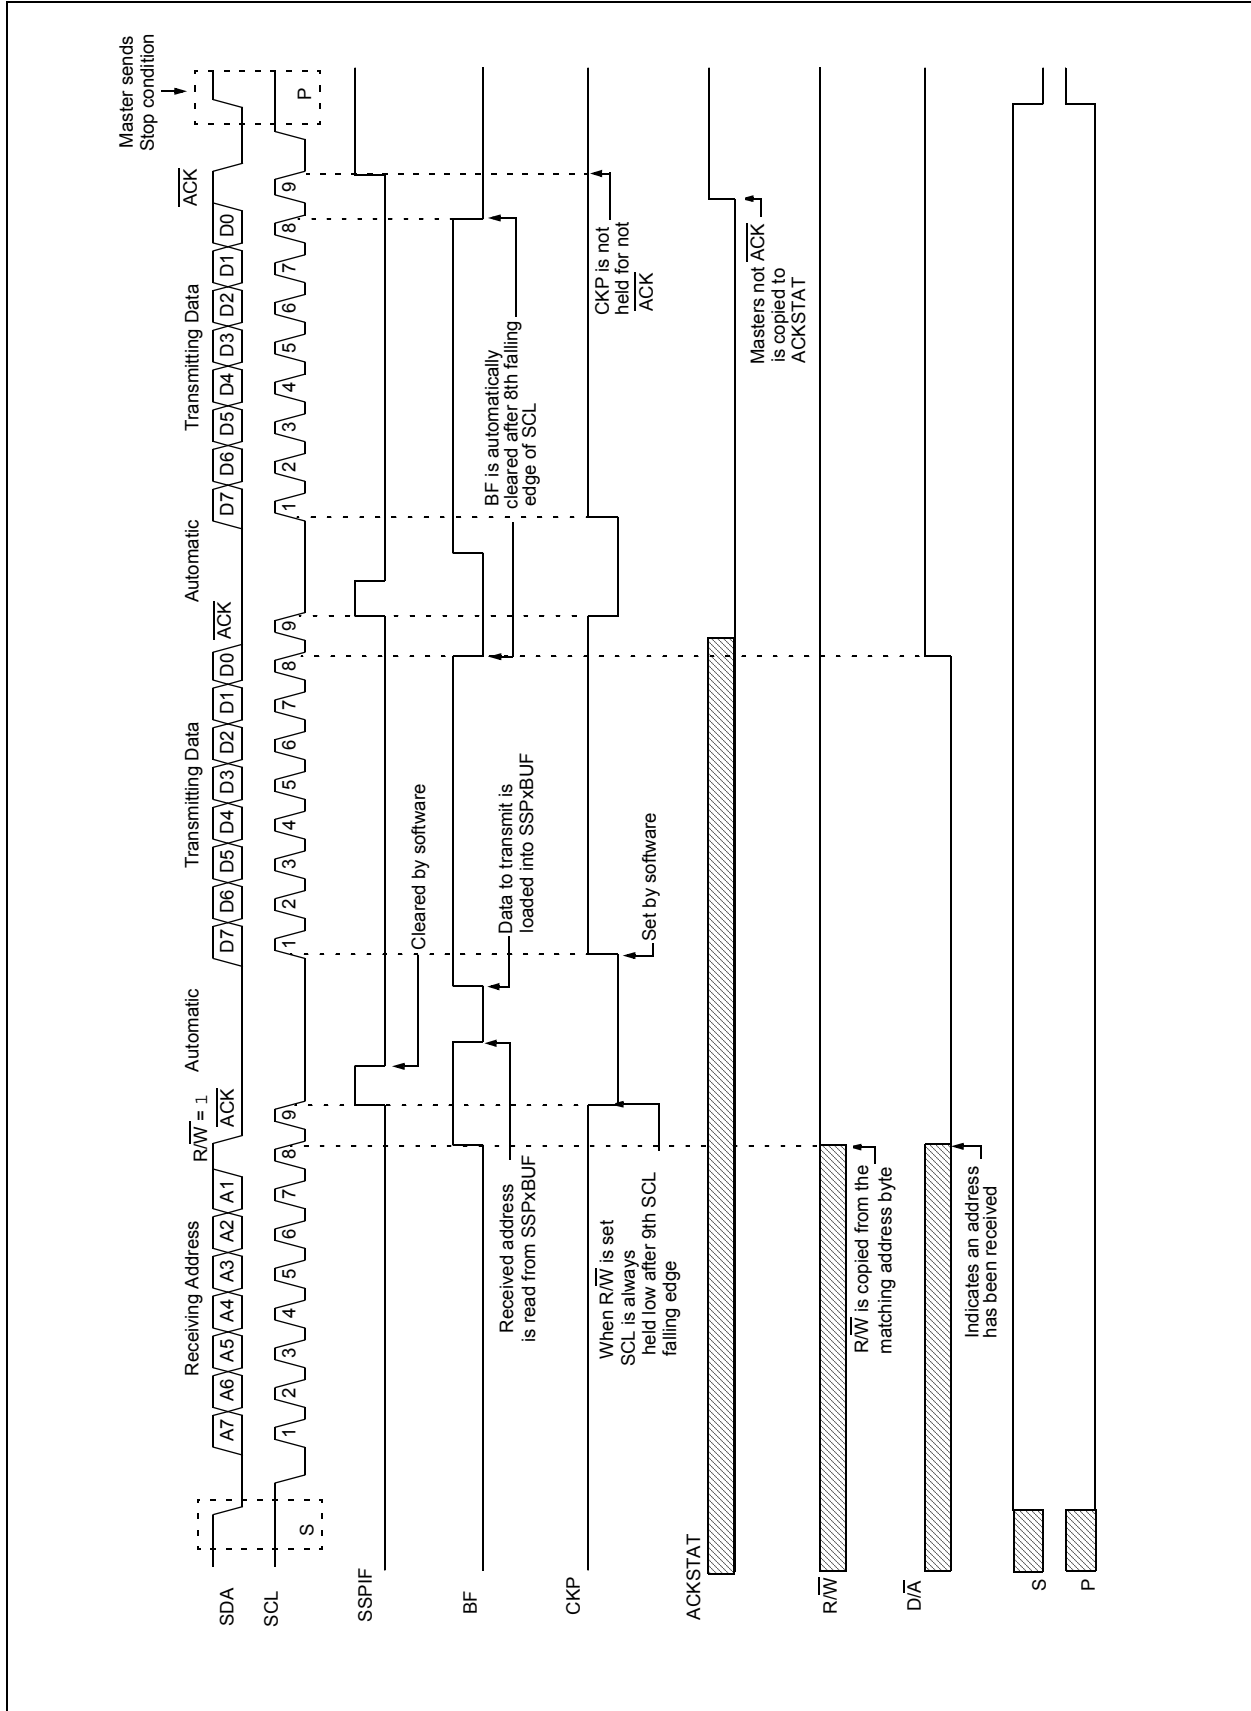 Master sends
Stop condition
Receiving Address
R/W̅ = 1
A̅C̅K̅
Automatic
Transmitting Data
A̅C̅K̅
Automatic
Transmitting Data
A̅C̅K̅
SDA
A7 A6 A5 A4 A3 A2 A1
D7 D6 D5 D4 D3 D2 D1 D0
D7 D6 D5 D4 D3 D2 D1 D0
SCL
S
1 2 3 4 5 6 7 8 9
1 2 3 4 5 6 7 8 9
1 2 3 4 5 6 7 8 9
P
SSPIF
Cleared by software
BF
Received address
is read from SSPxBUF
Data to transmit is
loaded into SSPxBUF
BF is automatically
cleared after 8th falling
edge of SCL
CKP
When R/W̅ is set
SCL is always
held low after 9th SCL
falling edge
Set by software
CKP is not
held for not
A̅C̅K̅
ACKSTAT
Masters not A̅C̅K̅
is copied to
ACKSTAT
R/W̅
R/W̅ is copied from the
matching address byte
D/A̅
Indicates an address
has been received
S
P